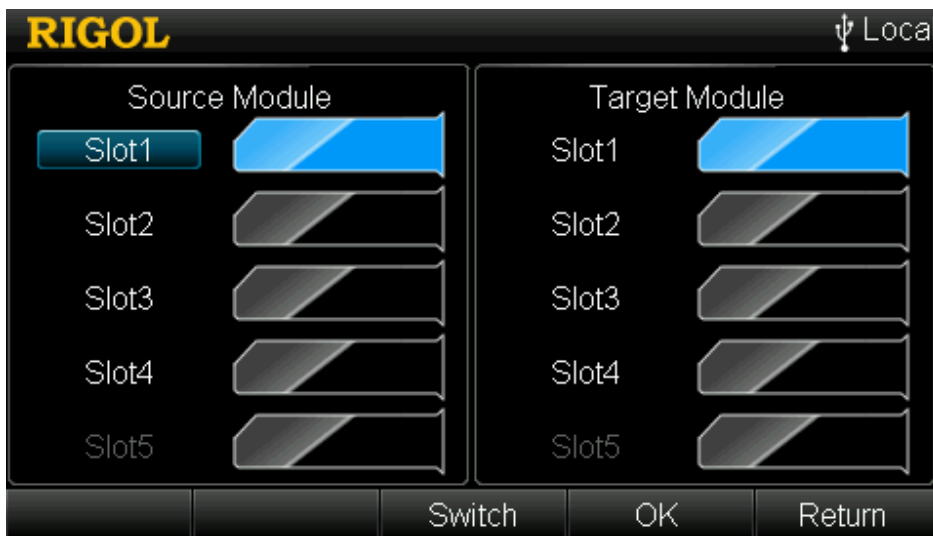 RIGOL
Loca
Source Module
Slot1
Slot2
Slot3
Slot4
Slot5
Target Module
Slot1
Slot2
Slot3
Slot4
Slot5
Switch OK Return